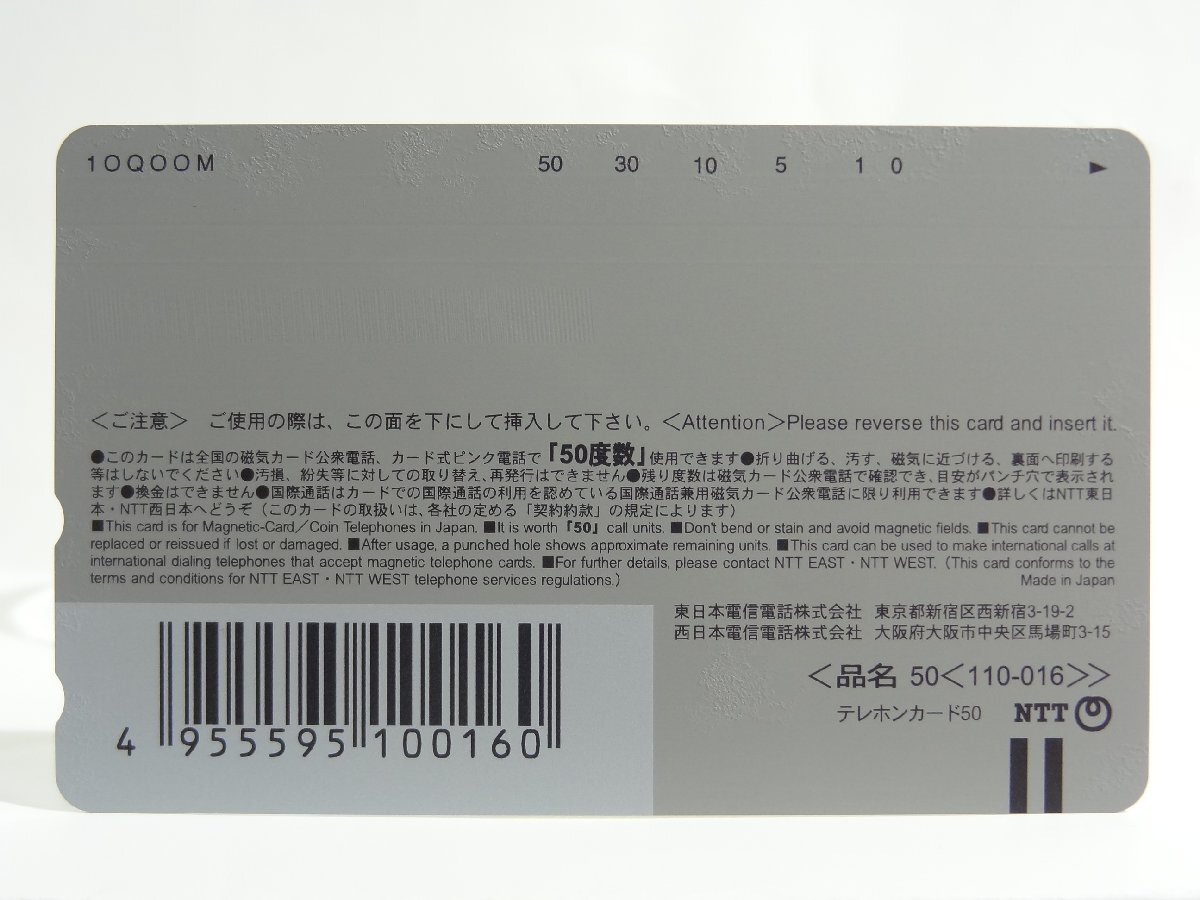 10Q00M 50 30 10 5 1 0 ▶
＜ご注意＞ ご使用の際は、この面を下にして挿入して下さい。＜Attention＞Please reverse this card and insert it.
●このカードは全国の磁気カード公衆電話、カード式ピンク電話で「50度数」使用できます●折り曲げる、汚す、磁気に近づける、裏面へ印刷する
等はしないでください●汚損、紛失等に対しての取り替え、再発行はできません●残り度数は磁気カード公衆電話で確認でき、目安がパンチ穴で表示され
ます●換金はできません●国際通話はカードでの国際通話の利用を認めている国際通話兼用磁気カード公衆電話に限り利用できます●詳しくはNTT東日
本・NTT西日本へどうぞ（このカードの取扱いは、各社の定める「契約約款」の規定によります）
■This card is for Magnetic-Card／Coin Telephones in Japan. ■It is worth「50」call units. ■Don't bend or stain and avoid magnetic fields. ■This card cannot be
replaced or reissued if lost or damaged. ■After usage, a punched hole shows approximate remaining units. ■This card can be used to make international calls at
international dialing telephones that accept magnetic telephone cards. ■For further details, please contact NTT EAST・NTT WEST. (This card conforms to the
terms and conditions for NTT EAST・NTT WEST telephone services regulations.) Made in Japan
東日本電信電話株式会社 東京都新宿区西新宿3-19-2
西日本電信電話株式会社 大阪府大阪市中央区馬場町3-15
＜品名 50＜110-016＞＞
テレホンカード50 NTT
4 955595 100160